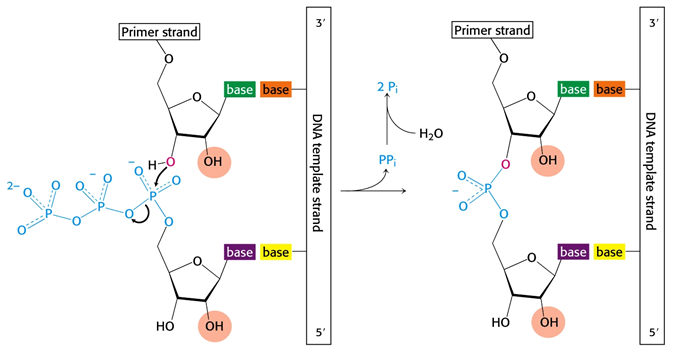 Primer strand
3′
O
O
base
base
H–O
OH
2–
O
O
O
P
–
O
O
P
O
–
O
O
P
O
O
base
base
HO
OH
5′
DNA template strand
2 Pi
H2O
PPi
Primer strand
3′
O
O
base
base
O
OH
O
–
P
O
O
O
base
base
HO
OH
5′
DNA template strand